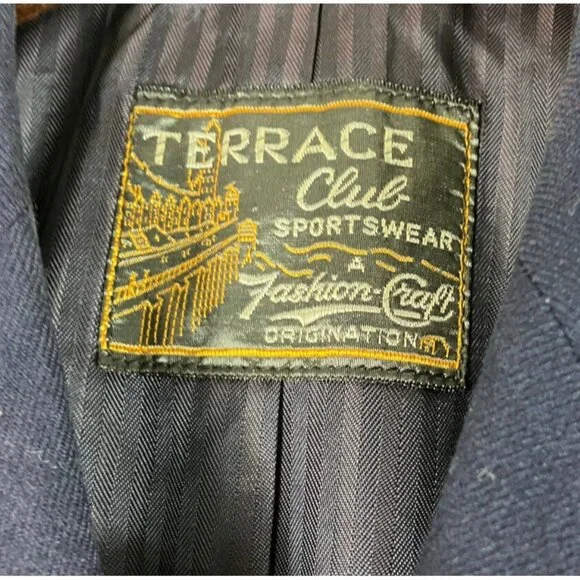 TERRACE
Club
SPORTSWEAR
A
Fashion-Craft
ORIGINATION